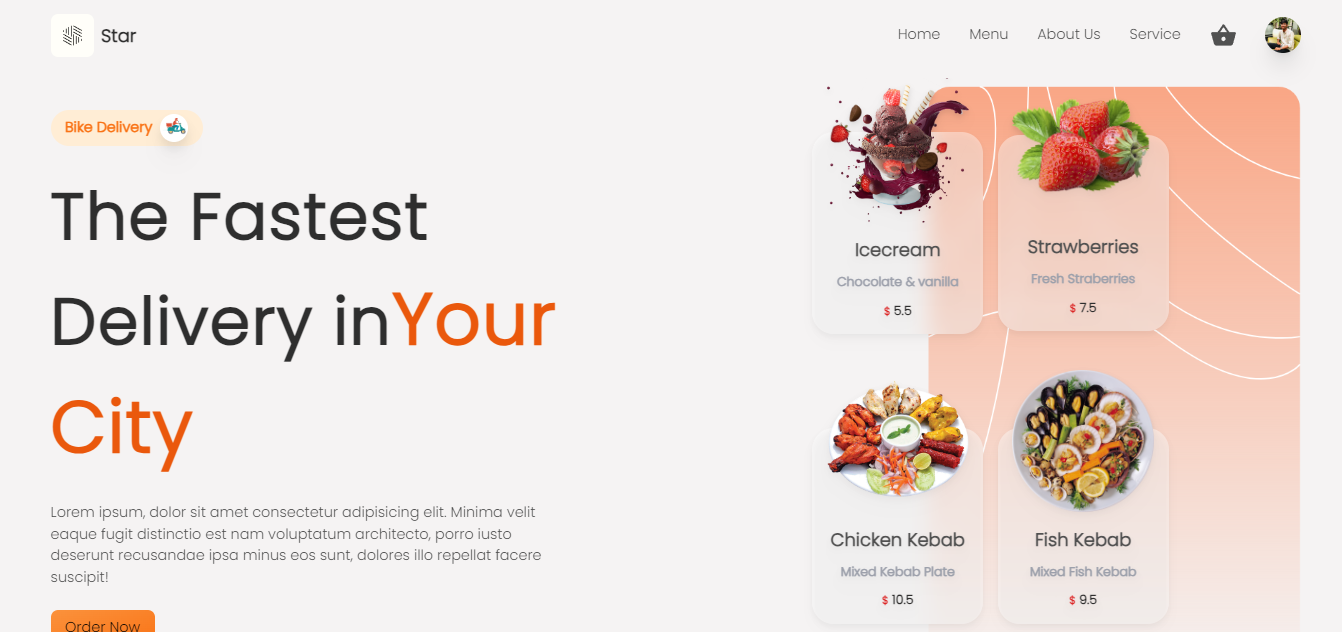 Star
Home
Menu
About Us
Service
Bike Delivery
The Fastest
Delivery inYour
City
Lorem ipsum, dolor sit amet consectetur adipisicing elit. Minima velit
eaque fugit distinctio est nam voluptatum architecto, porro iusto
deserunt recusandae ipsa minus eos sunt, dolores illo repellat facere
suscipit!
Order Now
Icecream
Chocolate & vanilla
$ 5.5
Strawberries
Fresh Straberries
$ 7.5
Chicken Kebab
Mixed Kebab Plate
$ 10.5
Fish Kebab
Mixed Fish Kebab
$ 9.5